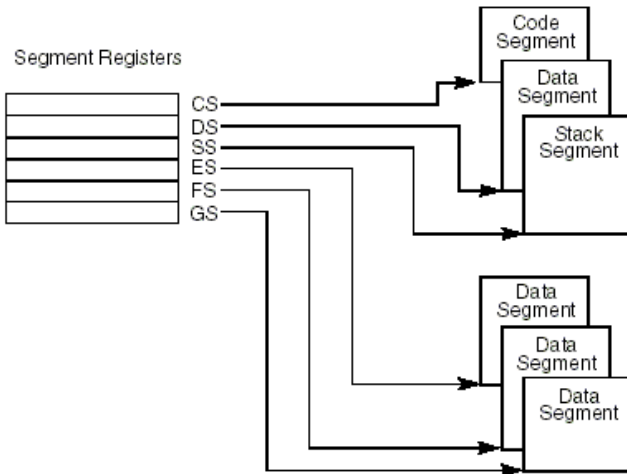 Segment Registers
CS
DS
SS
ES
FS
GS
Code
Segment
Data
Segment
Stack
Segment
Data
Segment
Data
Segment
Data
Segment